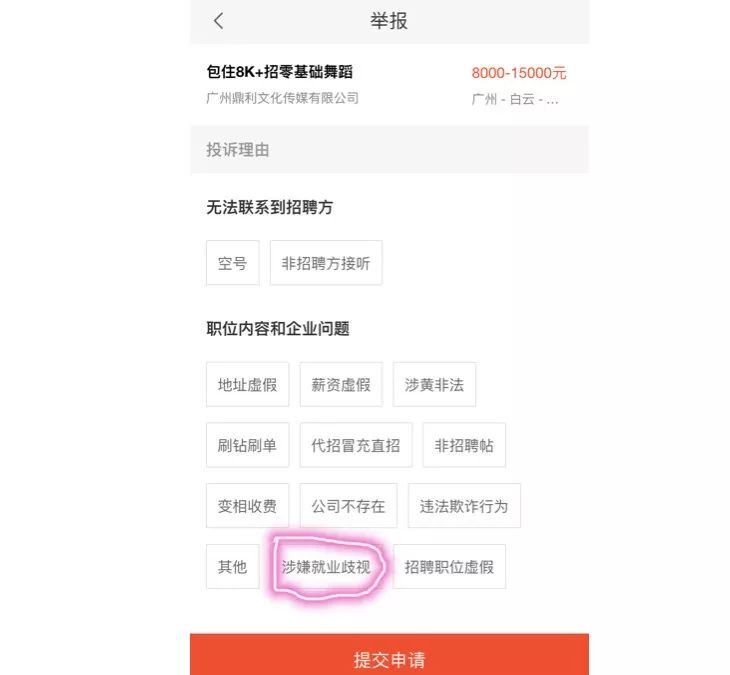 举报
包住8K+招零基础舞蹈 8000-15000元
广州鼎利文化传媒有限公司 广州 - 白云 - ...
投诉理由
无法联系到招聘方
空号 非招聘方接听
职位内容和企业问题
地址虚假 薪资虚假 涉黄非法
刷钻刷单 代招冒充直招 非招聘帖
变相收费 公司不存在 违法欺诈行为
其他 涉嫌就业歧视 招聘职位虚假
提交申请